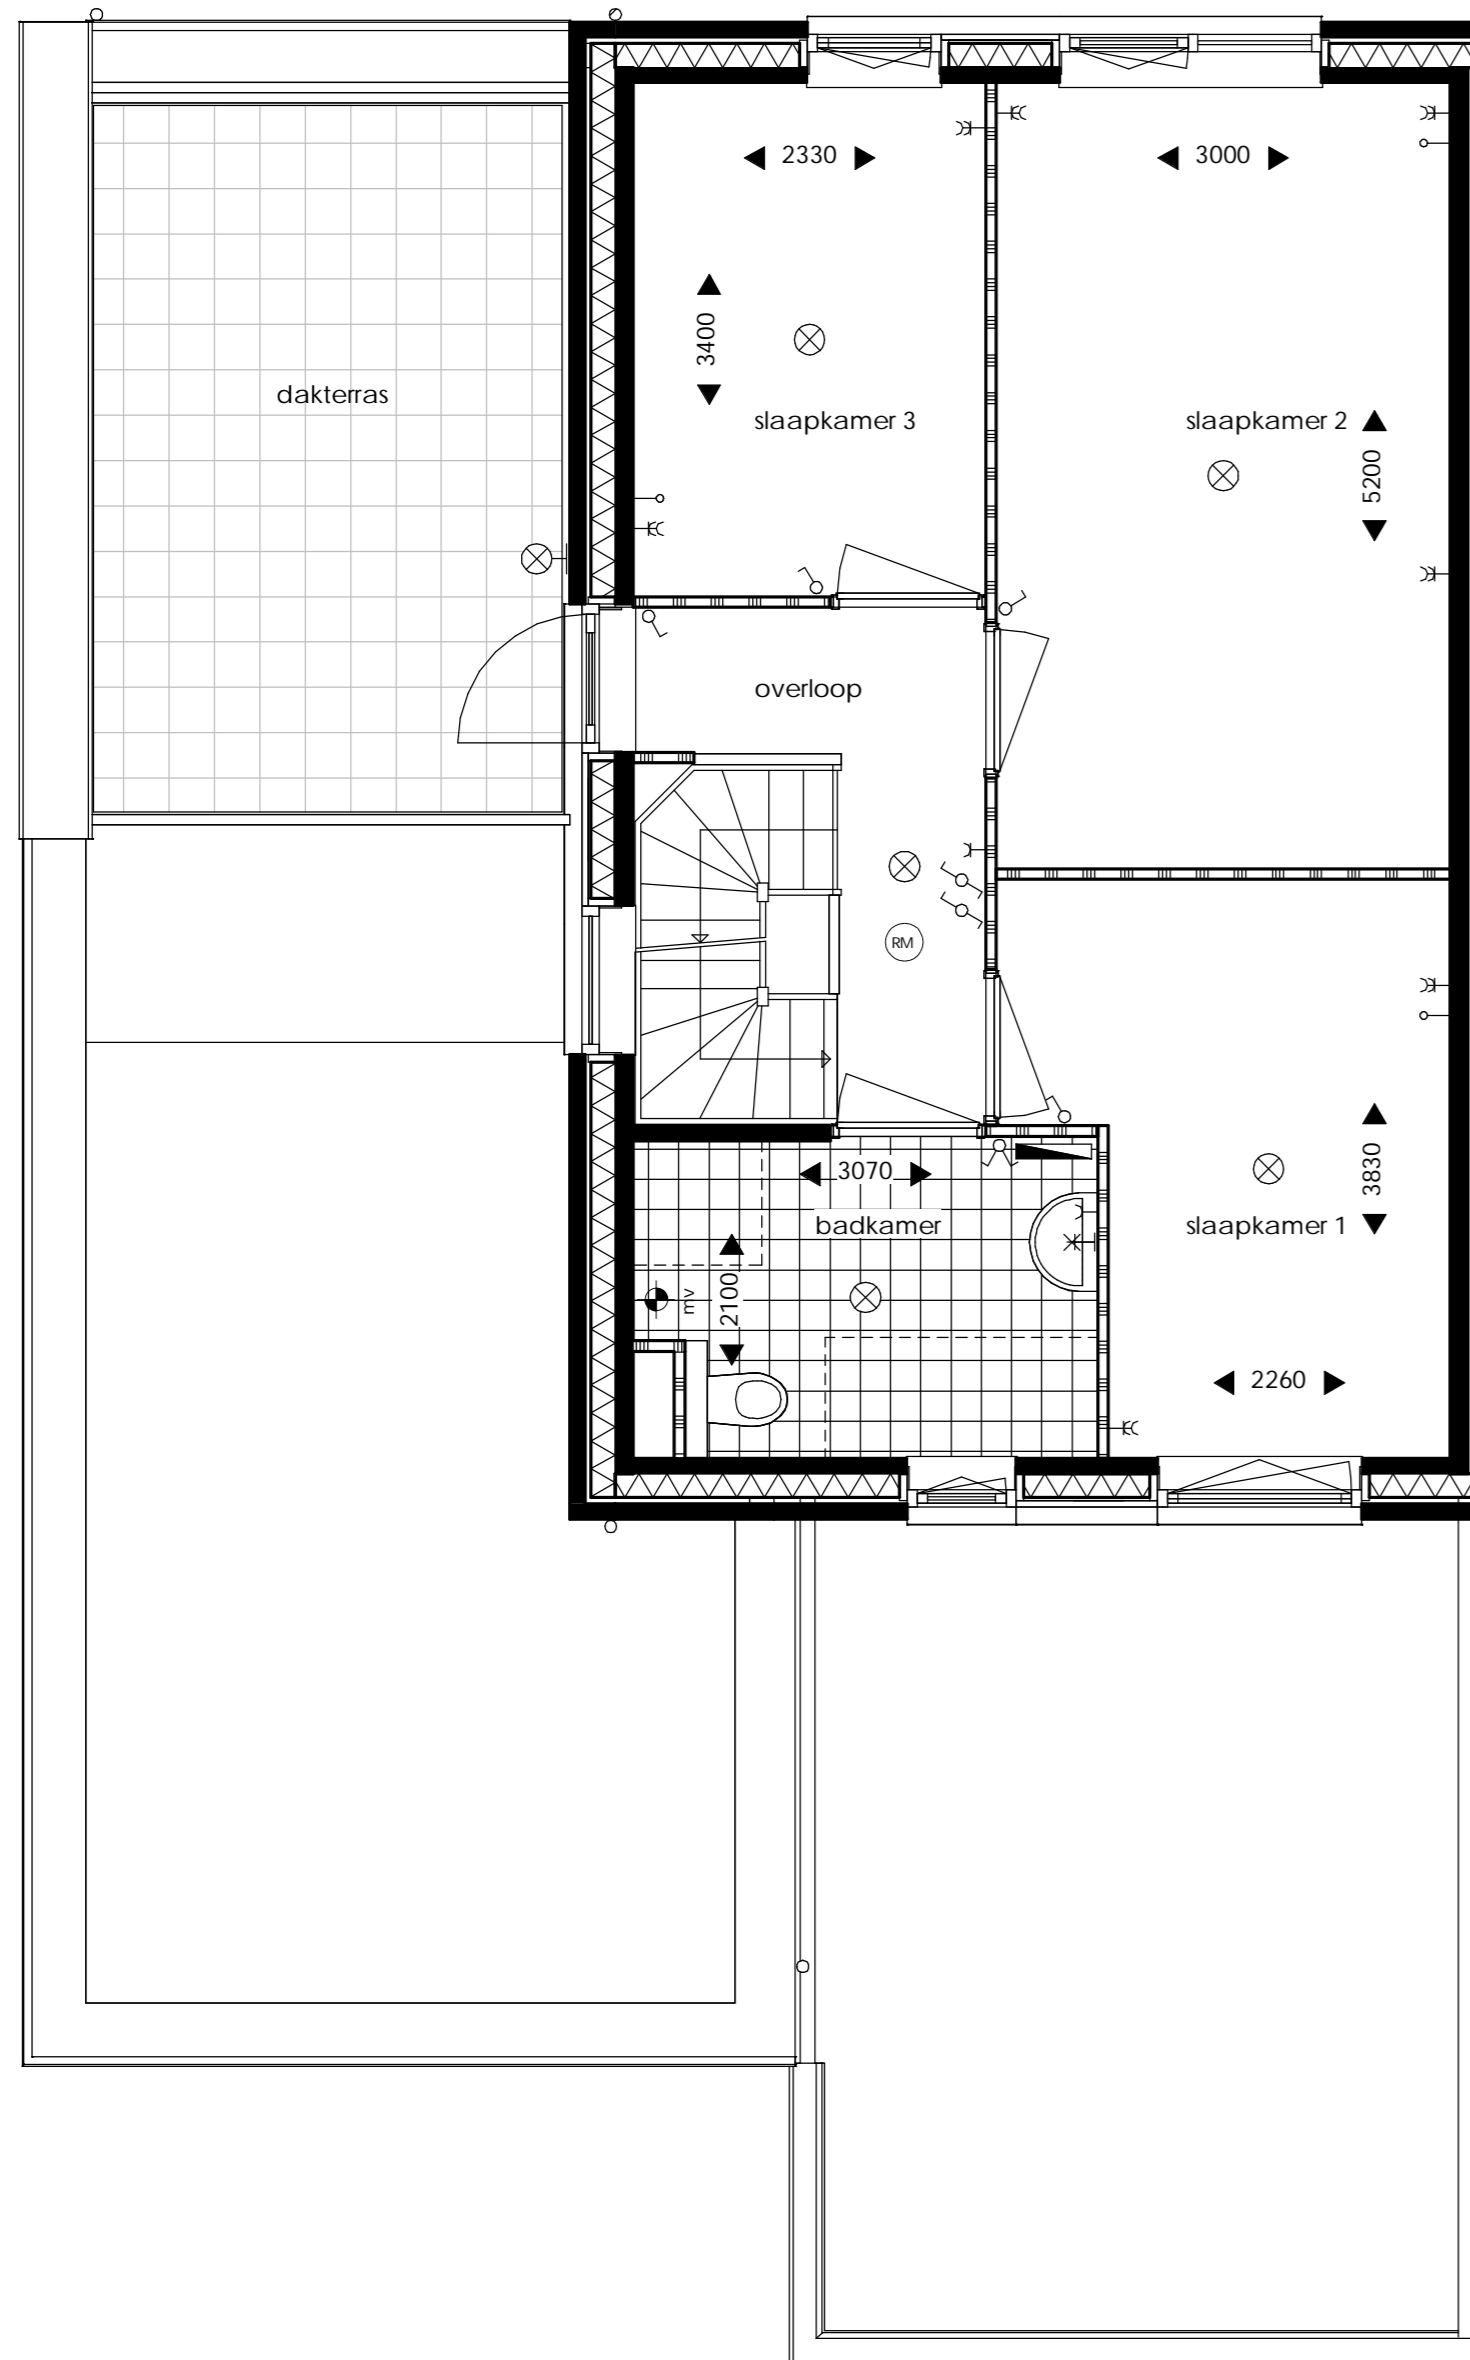 2330
3000
3400
dakterras
slaapkamer 3
slaapkamer 2
5200
overloop
RM
3070
3830
badkamer
slaapkamer 1
mv
2100
2260